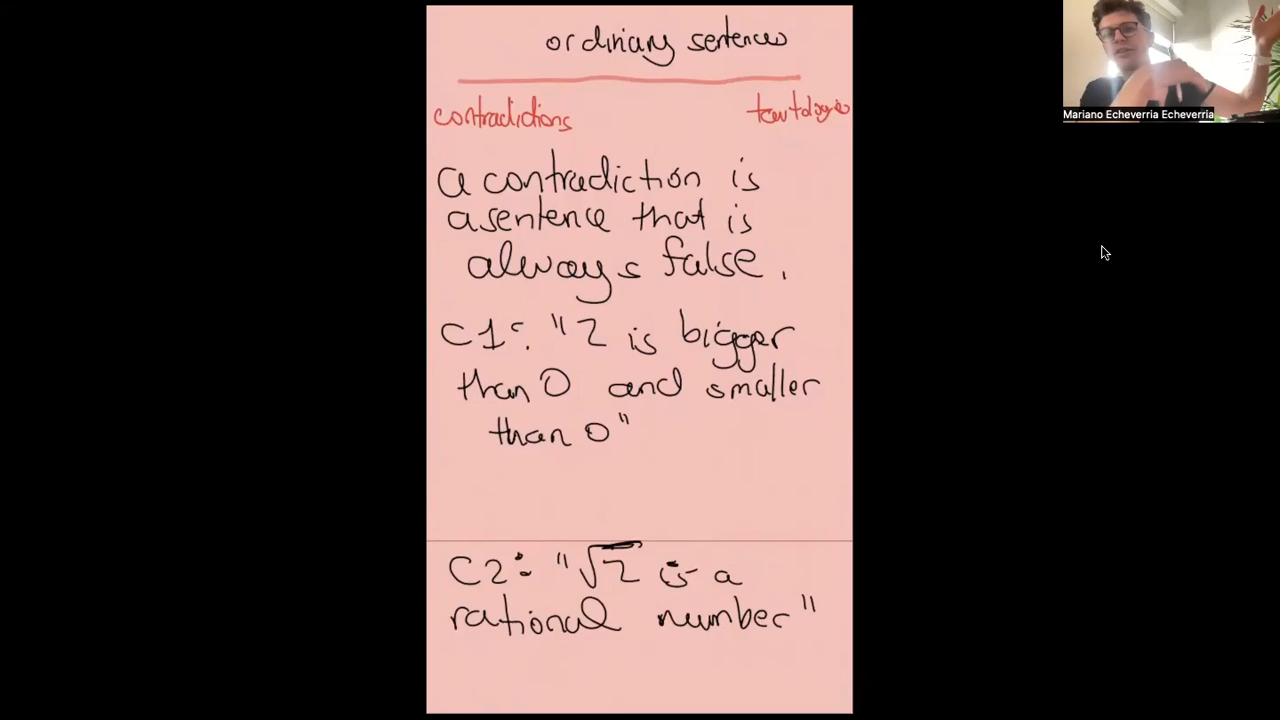 ordinary sentences
contradictions tautologies
Mariano Echeverria Echeverria
a contradiction is
a sentence that is
always false.
C1: "2 is bigger
than 0 and smaller
than 0"
C2: "√2 is a
rational number"